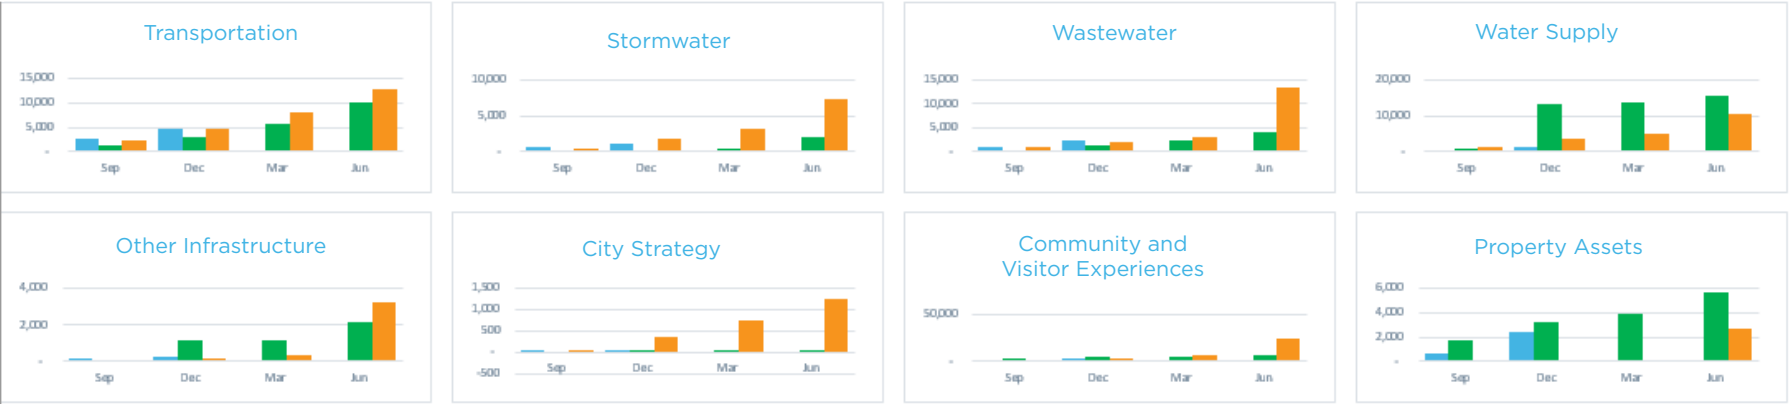 Transportation
15,000
10,000
5,000
-
Sep Dec Mar Jun
Stormwater
10,000
5,000
-
Sep Dec Mar Jun
Wastewater
15,000
10,000
5,000
-
Sep Dec Mar Jun
Water Supply
20,000
10,000
-
Sep Dec Mar Jun
Other Infrastructure
4,000
2,000
-
Sep Dec Mar Jun
City Strategy
1,500
1,000
500
-
-500
Sep Dec Mar Jun
Community and
Visitor Experiences
50,000
-
Sep Dec Mar Jun
Property Assets
6,000
4,000
2,000
-
Sep Dec Mar Jun